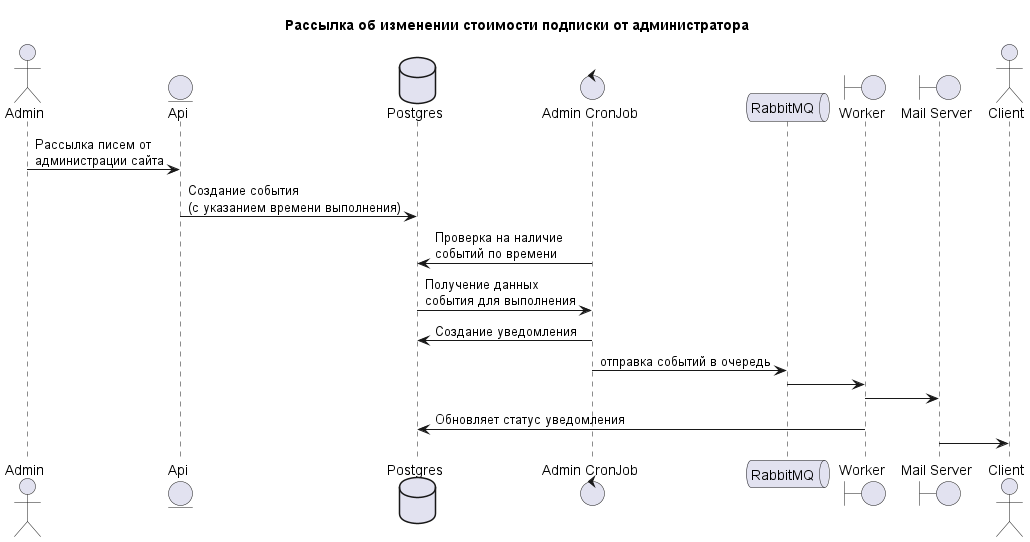 Рассылка об изменении стоимости подписки от администратора
Admin
Api
Postgres
Admin CronJob
RabbitMQ
Worker
Mail Server
Client
Рассылка писем от
администрации сайта
Создание события
(с указанием времени выполнения)
Проверка на наличие
событий по времени
Получение данных
события для выполнения
Создание уведомления
отправка событий в очередь
Обновляет статус уведомления
Admin
Api
Postgres
Admin CronJob
RabbitMQ
Worker
Mail Server
Client